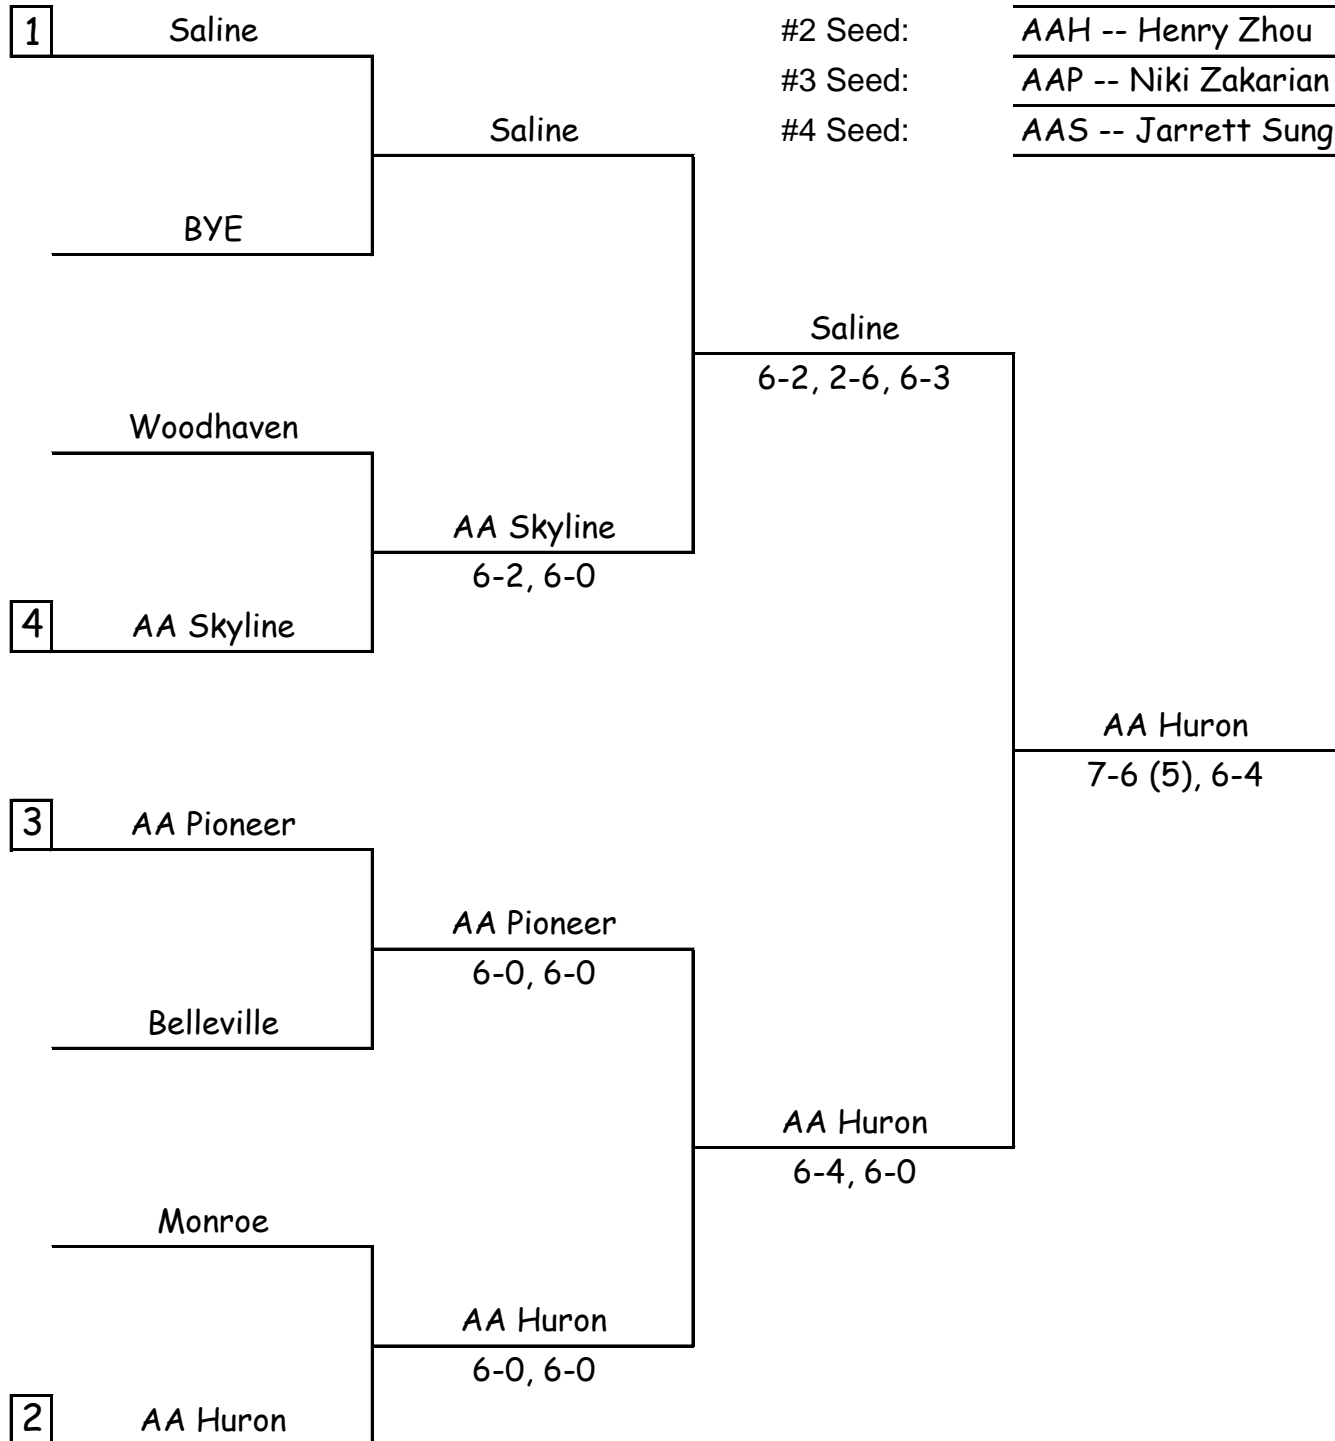 1 Saline #2 Seed: AAH -- Henry Zhou
#3 Seed: AAP -- Niki Zakarian
Saline #4 Seed: AAS -- Jarrett Sung
BYE
Saline
6-2, 2-6, 6-3
Woodhaven
AA Skyline
6-2, 6-0
4 AA Skyline
AA Huron
7-6 (5), 6-4
3 AA Pioneer
AA Pioneer
6-0, 6-0
Belleville
AA Huron
6-4, 6-0
Monroe
AA Huron
6-0, 6-0
2 AA Huron